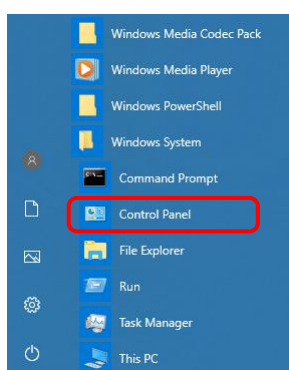 Windows Media Codec Pack
Windows Media Player
Windows PowerShell
Windows System
Command Prompt
Control Panel
File Explorer
Run
Task Manager
This PC